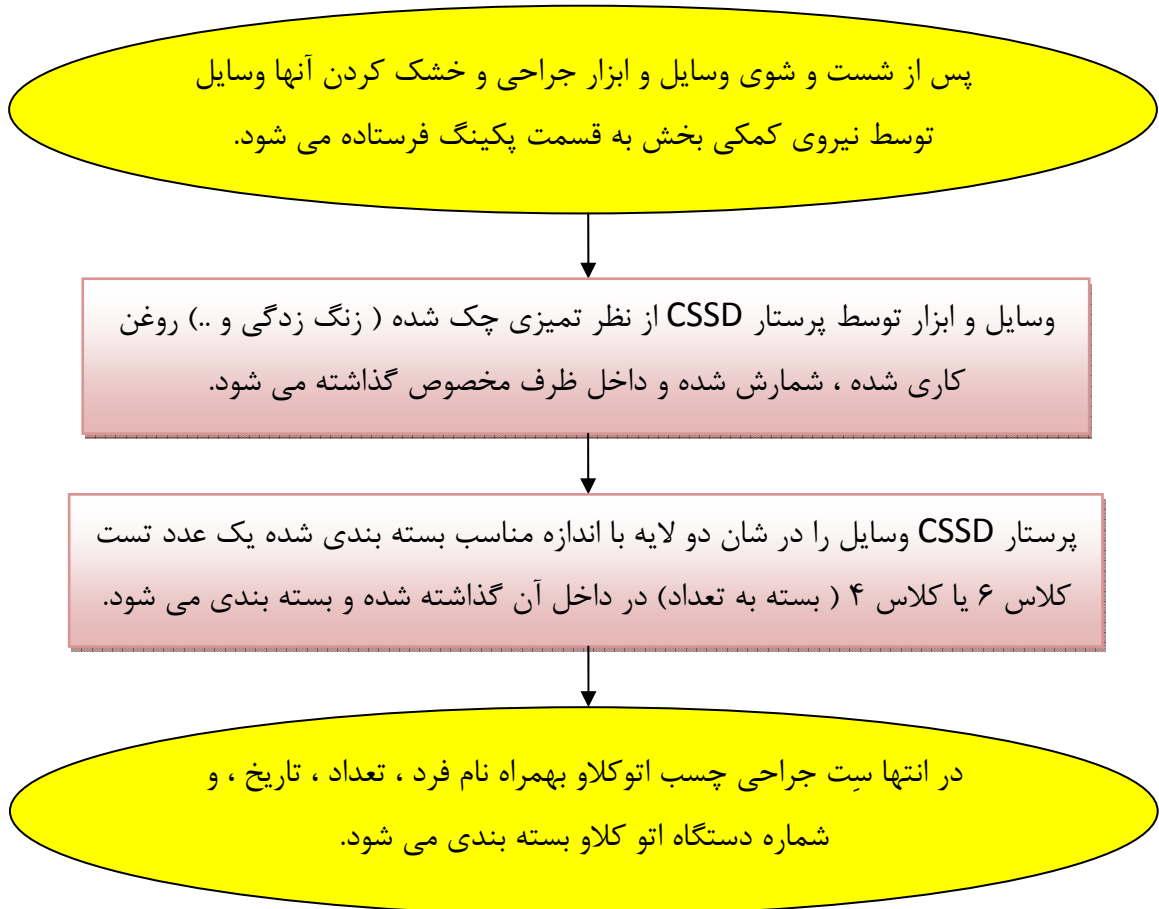 پس از شست و شوی وسایل و ابزار جراحی و خشک کردن آنها وسایل
توسط نیروی کمکی بخش به قسمت پکینگ فرستاده می شود.
وسایل و ابزار توسط پرستار CSSD از نظر تمیزی چک شده ( زنگ زدگی و ..) روغن
کاری شده ، شمارش شده و داخل ظرف مخصوص گذاشته می شود.
پرستار CSSD وسایل را در شان دو لایه با اندازه مناسب بسته بندی شده یک عدد تست
کلاس ۶ یا کلاس ۴ ( بسته به تعداد) در داخل آن گذاشته شده و بسته بندی می شود.
در انتها سِت جراحی چسب اتوکلاو بهمراه نام فرد ، تعداد ، تاریخ ، و
شماره دستگاه اتو کلاو بسته بندی می شود.